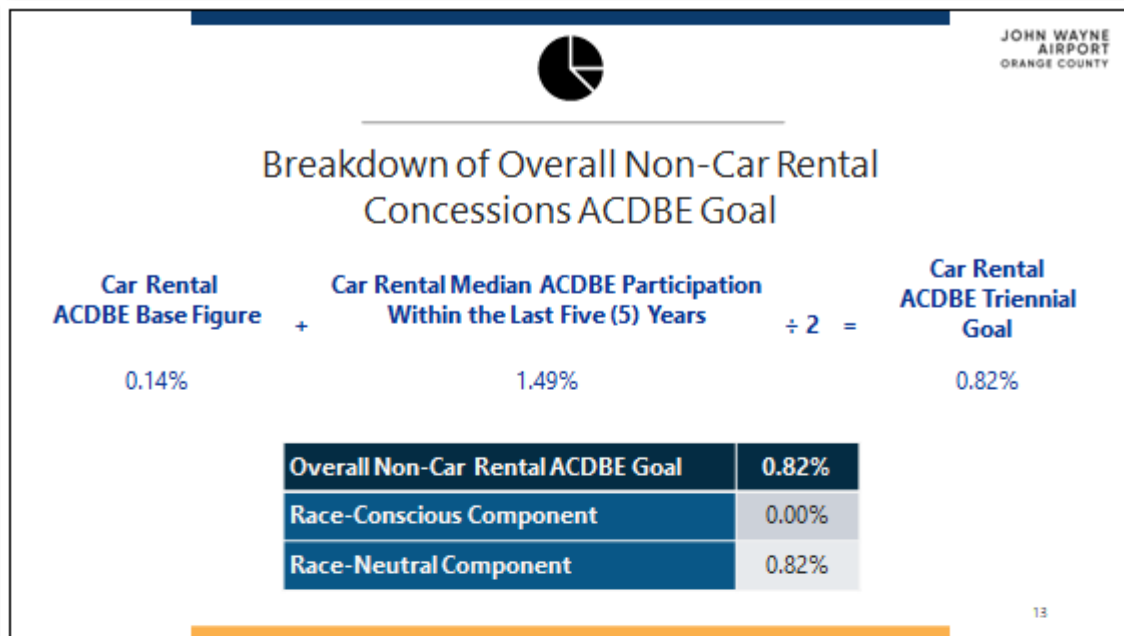 JOHN WAYNE
AIRPORT
ORANGE COUNTY
Breakdown of Overall Non-Car Rental
Concessions ACDBE Goal
Car Rental
ACDBE Base Figure
+
Car Rental Median ACDBE Participation
Within the Last Five (5) Years
÷ 2 =
Car Rental
ACDBE Triennial
Goal
0.14%
1.49%
0.82%
Overall Non-Car Rental ACDBE Goal 0.82%
Race-Conscious Component 0.00%
Race-Neutral Component 0.82%
13